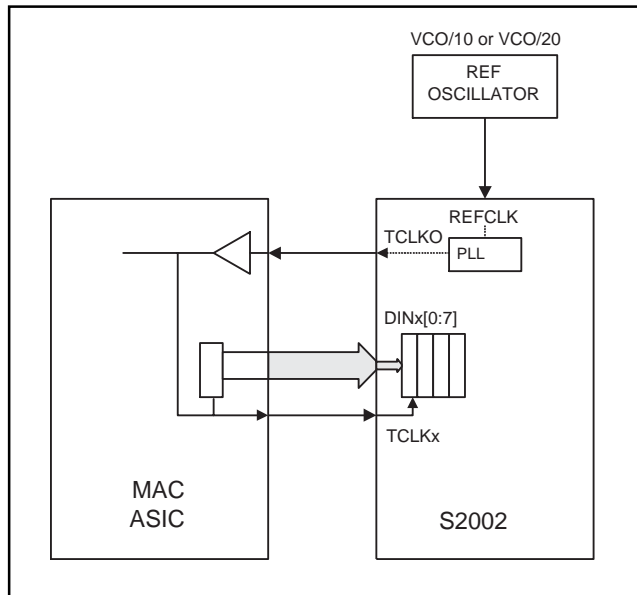 VCO/10 or VCO/20
REF
OSCILLATOR
REFCLK
TCLKO
PLL
DINx[0:7]
TCLKx
MAC
ASIC
S2002